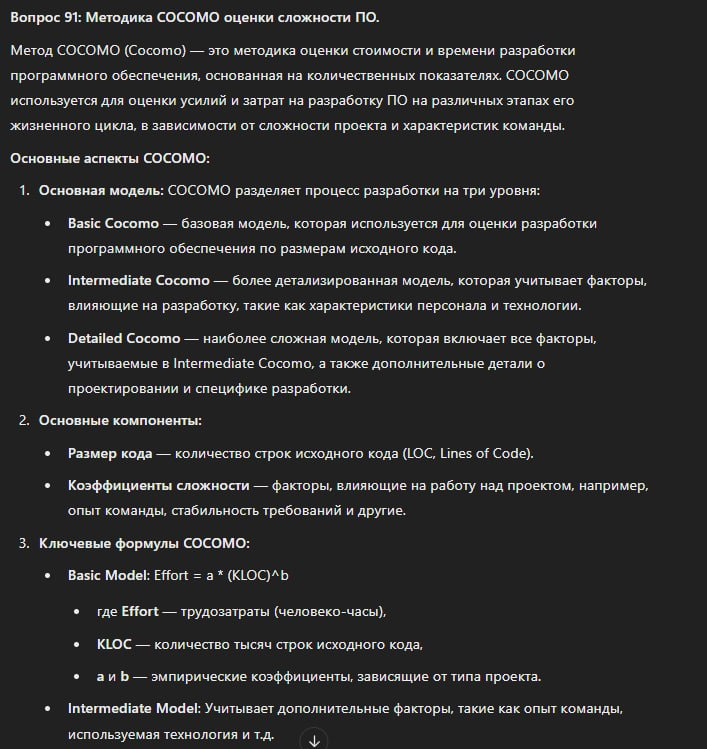 Вопрос 91: Методика COCOMO оценки сложности ПО.
Метод COCOMO (Cocomo) — это методика оценки стоимости и времени разработки
программного обеспечения, основанная на количественных показателях. COCOMO
используется для оценки усилий и затрат на разработку ПО на различных этапах его
жизненного цикла, в зависимости от сложности проекта и характеристик команды.
Основные аспекты COCOMO:
1. Основная модель: COCOMO разделяет процесс разработки на три уровня:
• Basic Cocomo — базовая модель, которая используется для оценки разработки
программного обеспечения по размерам исходного кода.
• Intermediate Cocomo — более детализированная модель, которая учитывает факторы,
влияющие на разработку, такие как характеристики персонала и технологии.
• Detailed Cocomo — наиболее сложная модель, которая включает все факторы,
учитываемые в Intermediate Cocomo, а также дополнительные детали о
проектировании и специфике разработки.
2. Основные компоненты:
• Размер кода — количество строк исходного кода (LOC, Lines of Code).
• Коэффициенты сложности — факторы, влияющие на работу над проектом, например,
опыт команды, стабильность требований и другие.
3. Ключевые формулы COCOMO:
• Basic Model: Effort = a * (KLOC)^b
• где Effort — трудозатраты (человеко-часы),
• KLOC — количество тысяч строк исходного кода,
• a и b — эмпирические коэффициенты, зависящие от типа проекта.
• Intermediate Model: Учитывает дополнительные факторы, такие как опыт команды,
используемая технология и т.д.